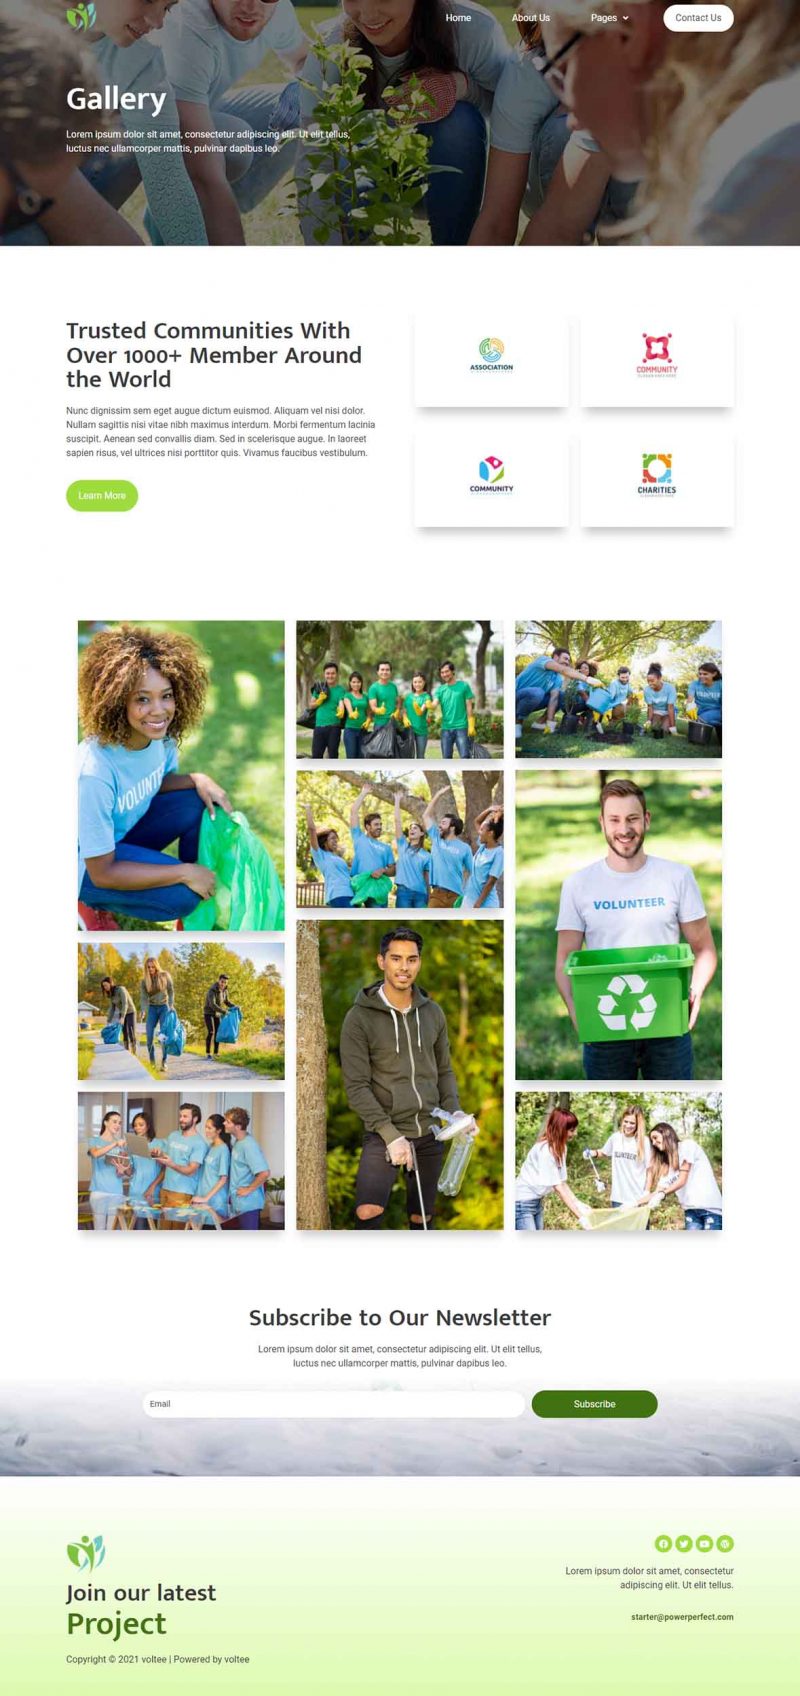 Home About Us Pages Contact Us
Gallery
Lorem ipsum dolor sit amet, consectetur adipiscing elit. Ut elit tellus,
luctus nec ullamcorper mattis, pulvinar dapibus leo.
Trusted Communities With
Over 1000+ Member Around
the World
Nunc dignissim sem eget augue dictum euismod. Aliquam vel nisi dolor.
Nullam sagittis nisi vitae nibh maximus interdum. Morbi fermentum lacinia
suscipit. Aenean sed convallis diam. Sed in scelerisque augue. In laoreet
sapien risus, vel ultrices nisi porttitor quis. Vivamus faucibus vestibulum.
Learn More
ASSOCIATION
COMMUNITY
COMMUNITY
CHARITIES
VOLUNTE
VOLUNTEER
VOLUNTEER
Subscribe to Our Newsletter
Lorem ipsum dolor sit amet, consectetur adipiscing elit. Ut elit tellus,
luctus nec ullamcorper mattis, pulvinar dapibus leo.
Email
Subscribe
Join our latest
Project
Copyright © 2021 voltee | Powered by voltee
Lorem ipsum dolor sit amet, consectetur
adipiscing elit. Ut elit tellus.
starter@powerperfect.com